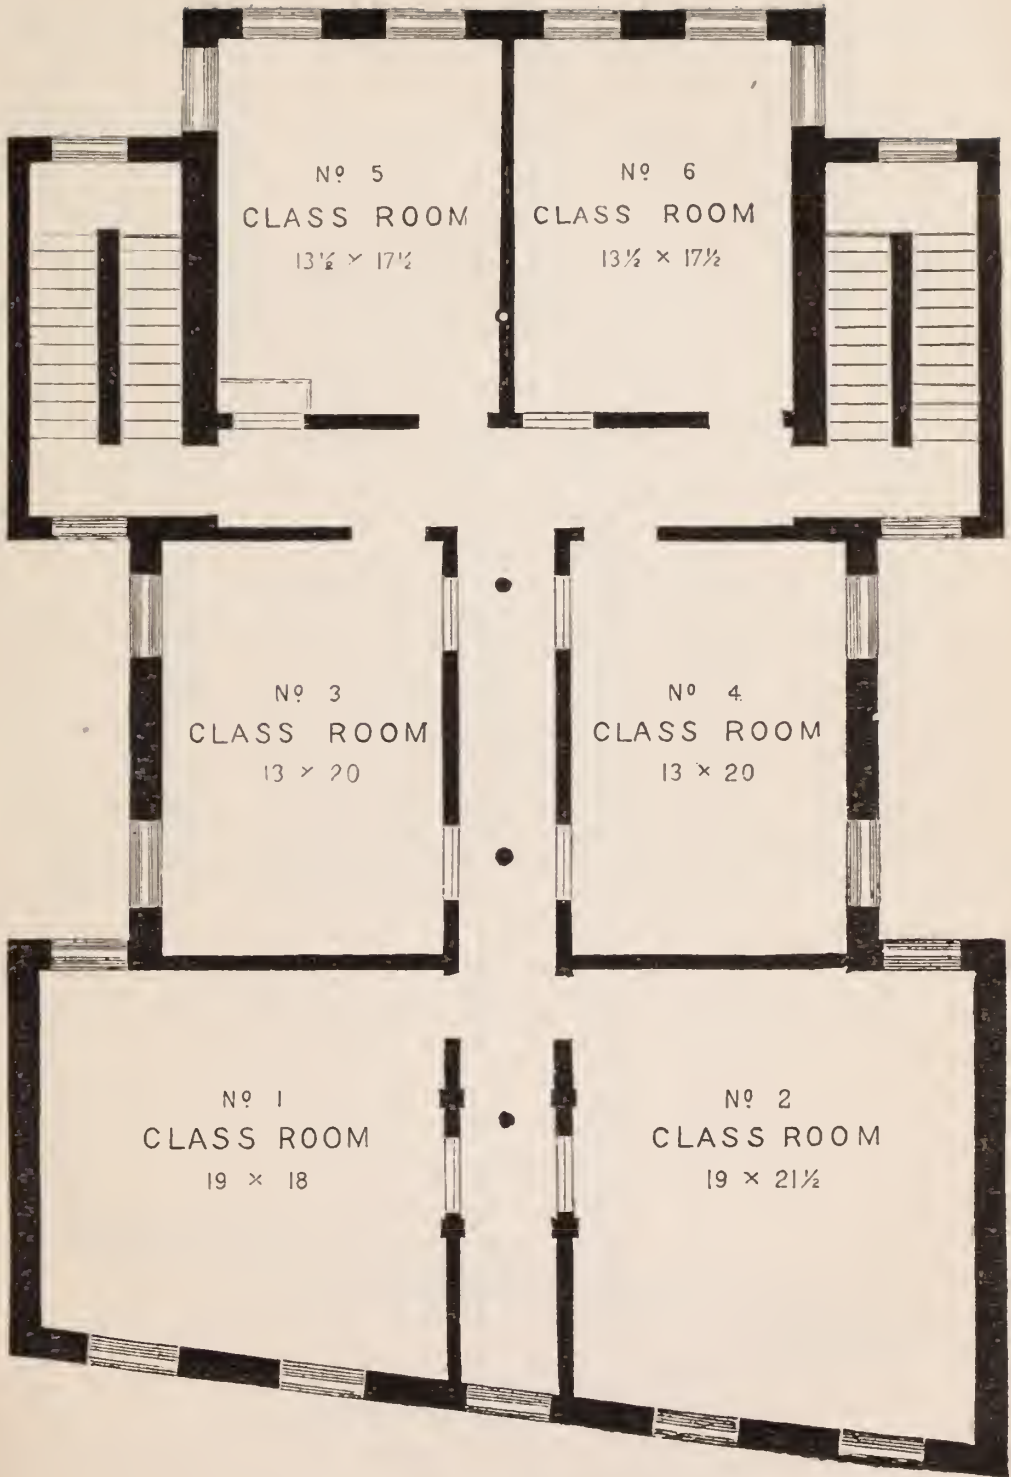 Nº 5
CLASS ROOM
13½ × 17½
Nº 6
CLASS ROOM
13½ × 17½
Nº 3
CLASS ROOM
13 × 20
Nº 4
CLASS ROOM
13 × 20
Nº 1
CLASS ROOM
19 × 18
Nº 2
CLASS ROOM
19 × 21½